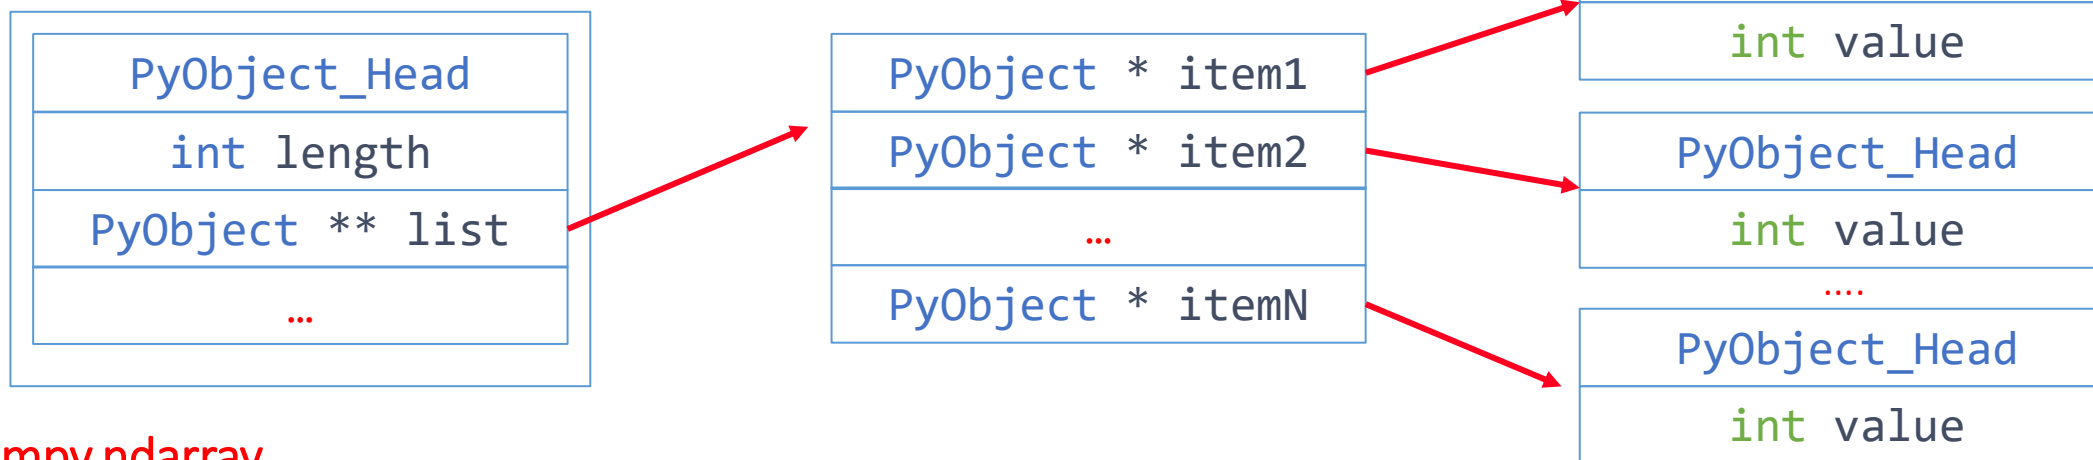 PyObject_Head
int length
PyObject ** list
…
PyObject * item1
PyObject * item2
…
PyObject * itemN
int value
PyObject_Head
int value
....
PyObject_Head
int value
ndarray